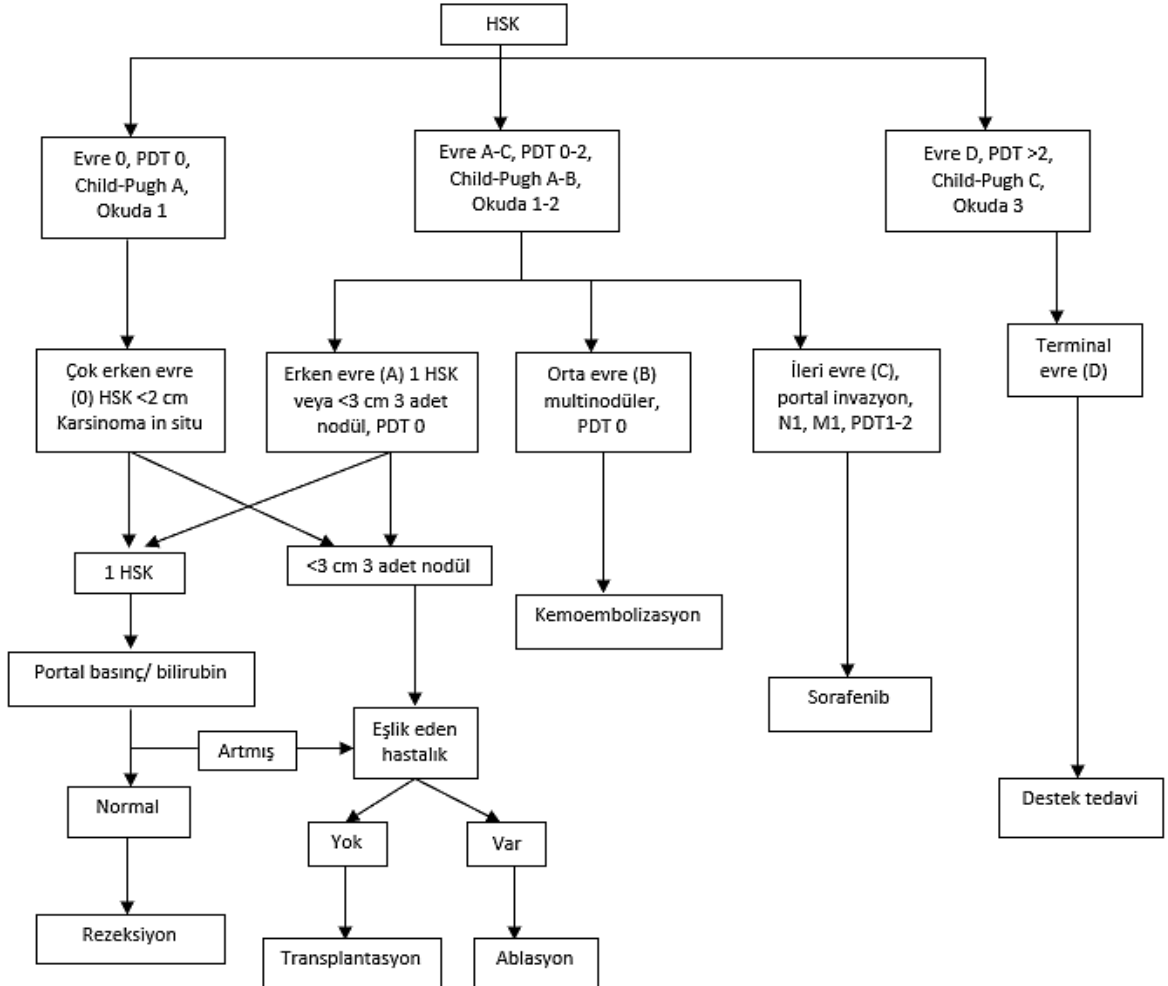 HSK
Evre 0, PDT 0,
Child-Pugh A,
Okuda 1
Evre A-C, PDT 0-2,
Child-Pugh A-B,
Okuda 1-2
Evre D, PDT >2,
Child-Pugh C,
Okuda 3
Çok erken evre
(0) HSK <2 cm
Karsinoma in situ
Erken evre (A) 1 HSK
veya <3 cm 3 adet
nodül, PDT 0
Orta evre (B)
multinodüler,
PDT 0
İleri evre (C),
portal invazyon,
N1, M1, PDT1-2
Terminal
evre (D)
1 HSK
<3 cm 3 adet nodül
Kemoembolizasyon
Portal basınç/ bilirubin
Sorafenib
Artmış
Eşlik eden
hastalık
Normal
Destek tedavi
Yok
Var
Rezeksiyon
Transplantasyon
Ablasyon